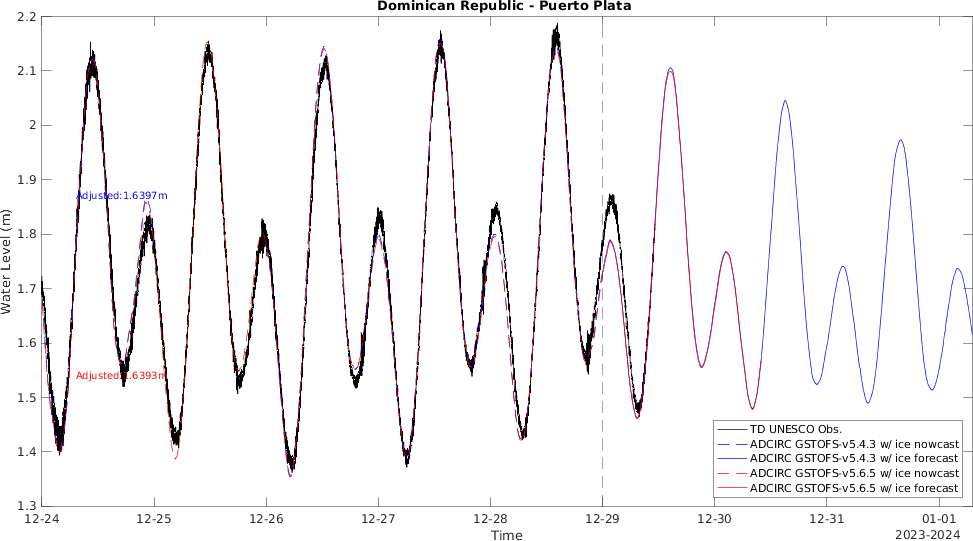 Dominican Republic - Puerto Plata
2.2
2.1
2
1.9
1.8
1.7
1.6
1.5
1.4
1.3
Water Level (m)
Adjusted:1.6397m
Adjusted:1.6393m
TD UNESCO Obs.
ADCIRC GSTOFS-v5.4.3 w/ ice nowcast
ADCIRC GSTOFS-v5.4.3 w/ ice forecast
ADCIRC GSTOFS-v5.6.5 w/ ice nowcast
ADCIRC GSTOFS-v5.6.5 w/ ice forecast
12-24 12-25 12-26 12-27 12-28 12-29 12-30 12-31 01-01
Time
2023-2024